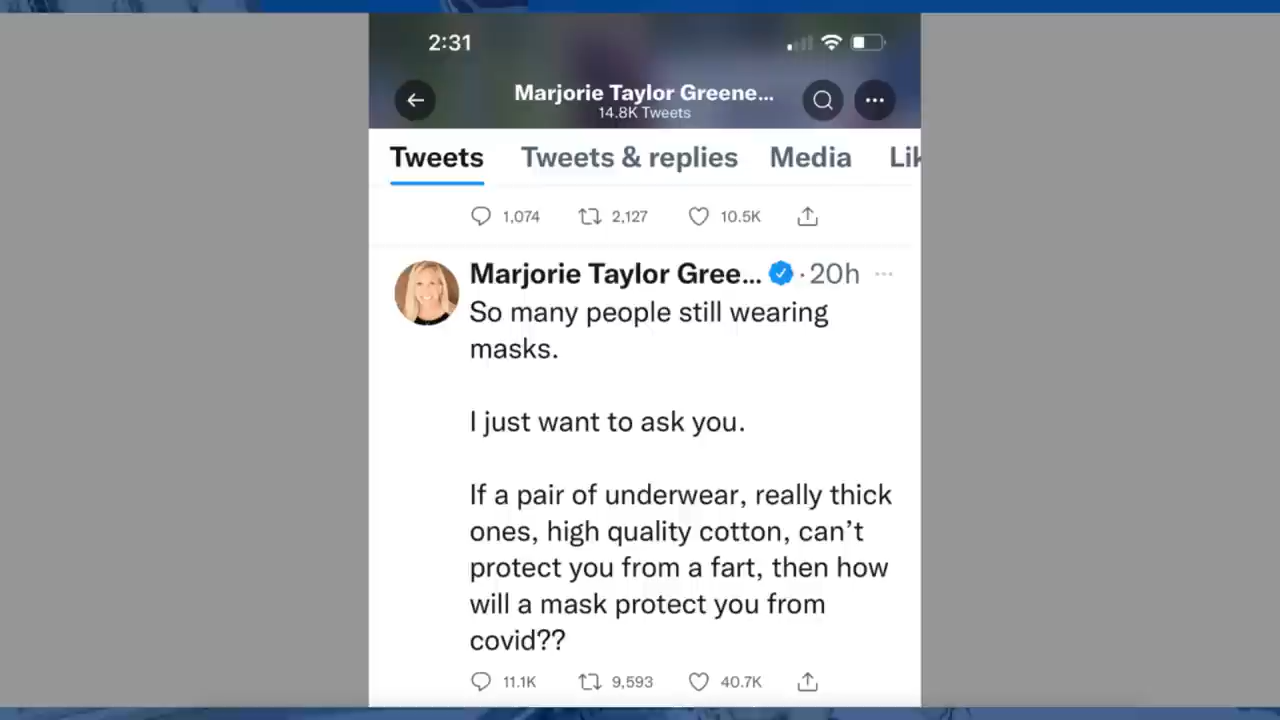 2:31
Marjorie Taylor Greene...
14.8K Tweets
Tweets Tweets & replies Media Lik
1,074 2,127 10.5K
Marjorie Taylor Gree... · 20h ...
So many people still wearing
masks.
I just want to ask you.
If a pair of underwear, really thick
ones, high quality cotton, can't
protect you from a fart, then how
will a mask protect you from
covid??
11.1K 9,593 40.7K